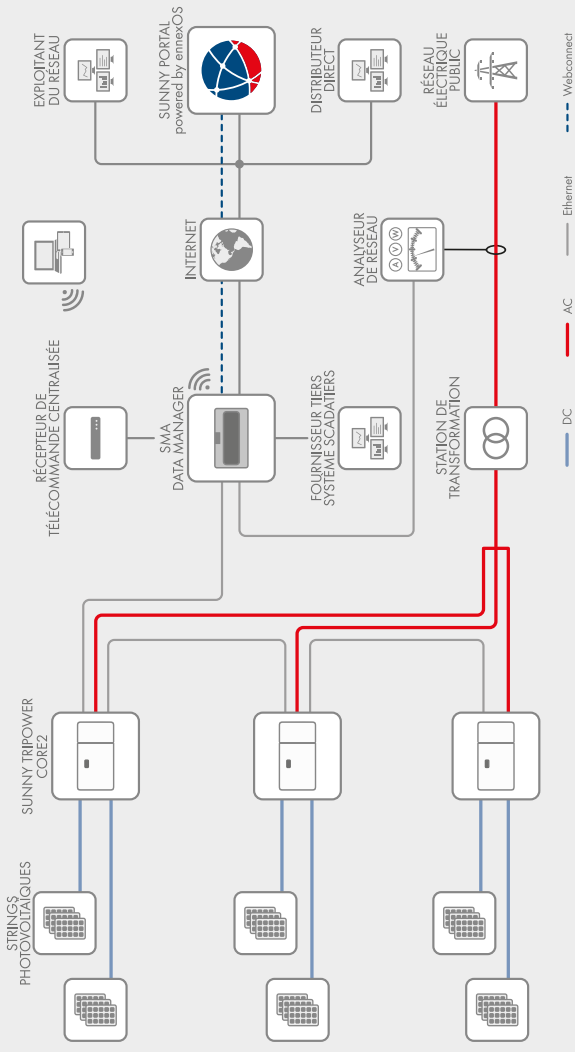 STRINGS
PHOTOVOLTAÏQUES
SUNNY TRIPOWER
CORE2
RÉCEPTEUR DE
TÉLÉCOMMANDE CENTRALISÉE
SMA
DATA MANAGER
FOURNISSEUR TIERS
SYSTÈME SCADATIERS
STATION DE
TRANSFORMATION
INTERNET
ANALYSEUR
DE RÉSEAU
A V W
EXPLOITANT
DU RÉSEAU
SUNNY PORTAL
powered by ennexOS
DISTRIBUTEUR
DIRECT
RÉSEAU
ÉLECTRIQUE
PUBLIC
DC
AC
Ethernet
Webconnect